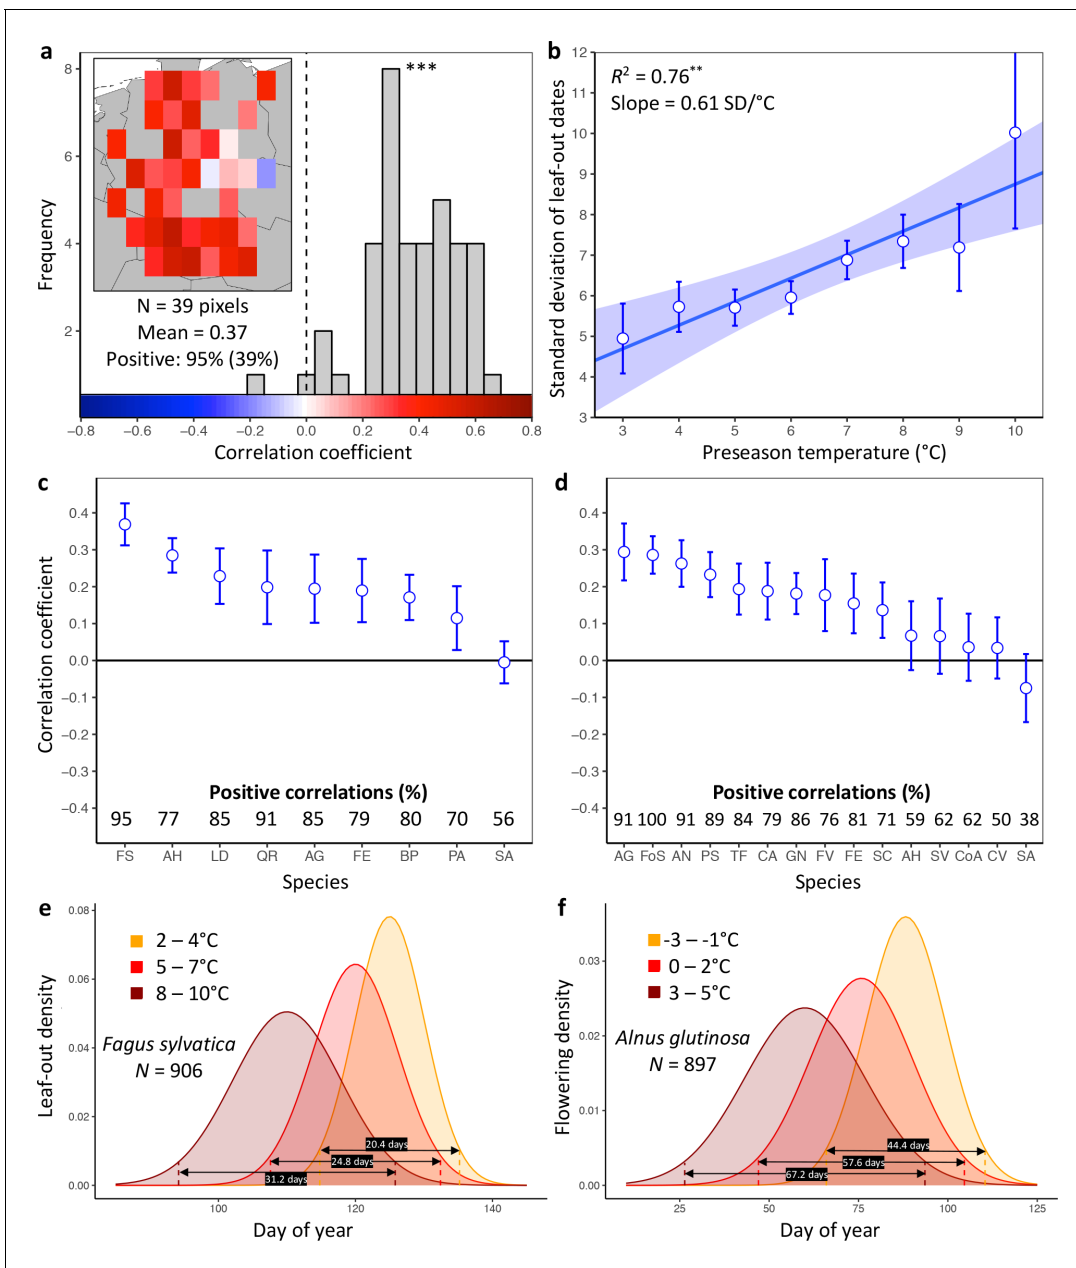 a
Frequency
8
6
4
2
***
N = 39 pixels
Mean = 0.37
Positive: 95% (39%)
−0.8 −0.6 −0.4 −0.2 0.0 0.2 0.4 0.6 0.8
Correlation coefficient
b
Standard deviation of leaf-out dates
12
11
10
9
8
7
6
5
4
3
R² = 0.76**
Slope = 0.61 SD/°C
3 4 5 6 7 8 9 10
Preseason temperature (°C)
c
Correlation coefficient
0.4
0.3
0.2
0.1
0.0
−0.1
−0.2
−0.3
−0.4
Positive correlations (%)
95 77 85 91 85 79 80 70 56
FS AH LD QR AG FE BP PA SA
Species
d
0.4
0.3
0.2
0.1
0.0
−0.1
−0.2
−0.3
−0.4
Positive correlations (%)
91 100 91 89 84 79 86 76 81 71 59 62 62 50 38
AG FoS AN PS TF CA GN FV FE SC AH SV CoA CV SA
Species
e
Leaf-out density
0.08
0.06
0.04
0.02
0.00
2 – 4°C
5 – 7°C
8 – 10°C
Fagus sylvatica
N = 906
20.4 days
24.8 days
31.2 days
100 120 140
Day of year
f
Flowering density
0.03
0.02
0.01
0.00
-3 – -1°C
0 – 2°C
3 – 5°C
Alnus glutinosa
N = 897
44.4 days
57.6 days
67.2 days
25 50 75 100 125
Day of year